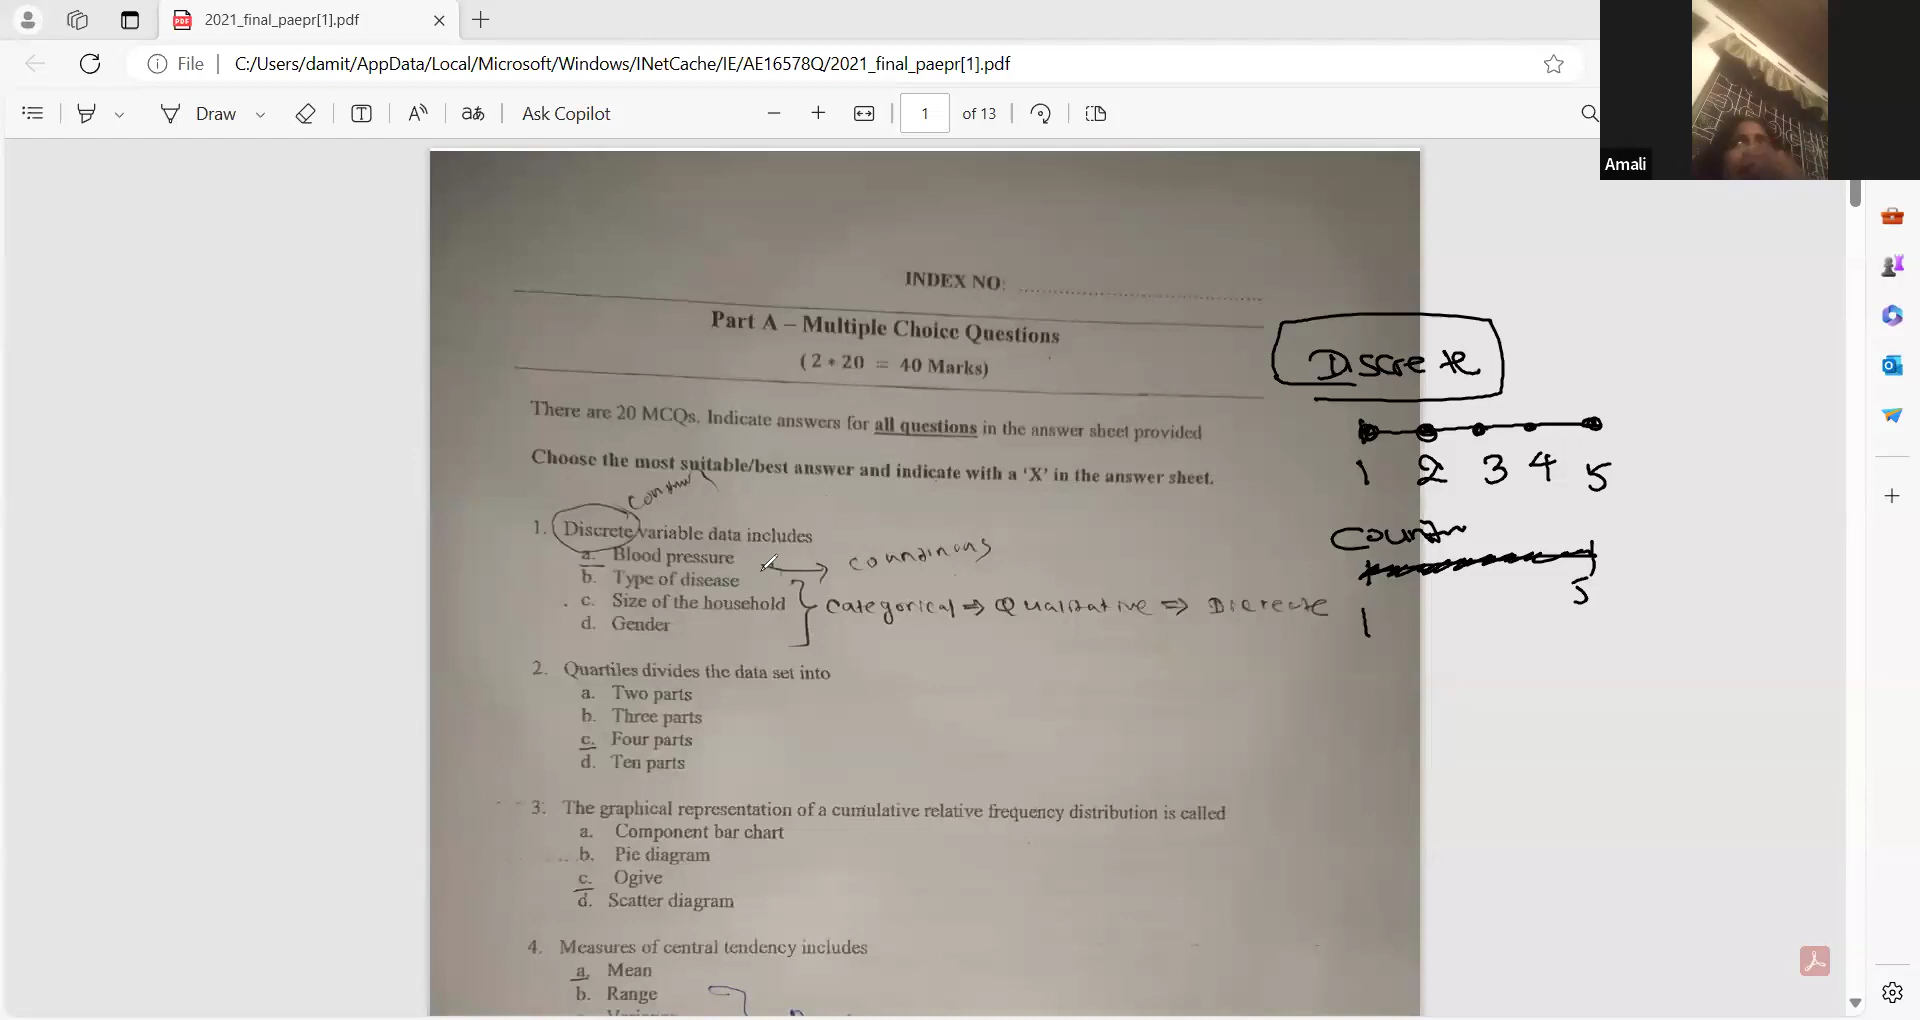 2021_final_paepr[1].pdf
File
C:/Users/damit/AppData/Local/Microsoft/Windows/INetCache/IE/AE16578Q/2021_final_paepr[1].pdf
Draw
aあ
Ask Copilot
1 of 13
Amali
INDEX NO:
Part A – Multiple Choice Questions
( 2 * 20 = 40 Marks)
Discrete
There are 20 MCQs. Indicate answers for all questions in the answer sheet provided
Choose the most suitable/best answer and indicate with a 'X' in the answer sheet.
1 2 3 4 5
1. Discrete variable data includes
a. Blood pressure
b. Type of disease
c. Size of the household
d. Gender
Categorical ⇒ Qualitative ⇒
5
1
2. Quartiles divides the data set into
a. Two parts
b. Three parts
c. Four parts
d. Ten parts
3. The graphical representation of a cumulative relative frequency distribution is called
a. Component bar chart
b. Pie diagram
c. Ogive
d. Scatter diagram
4. Measures of central tendency includes
a. Mean
b. Range